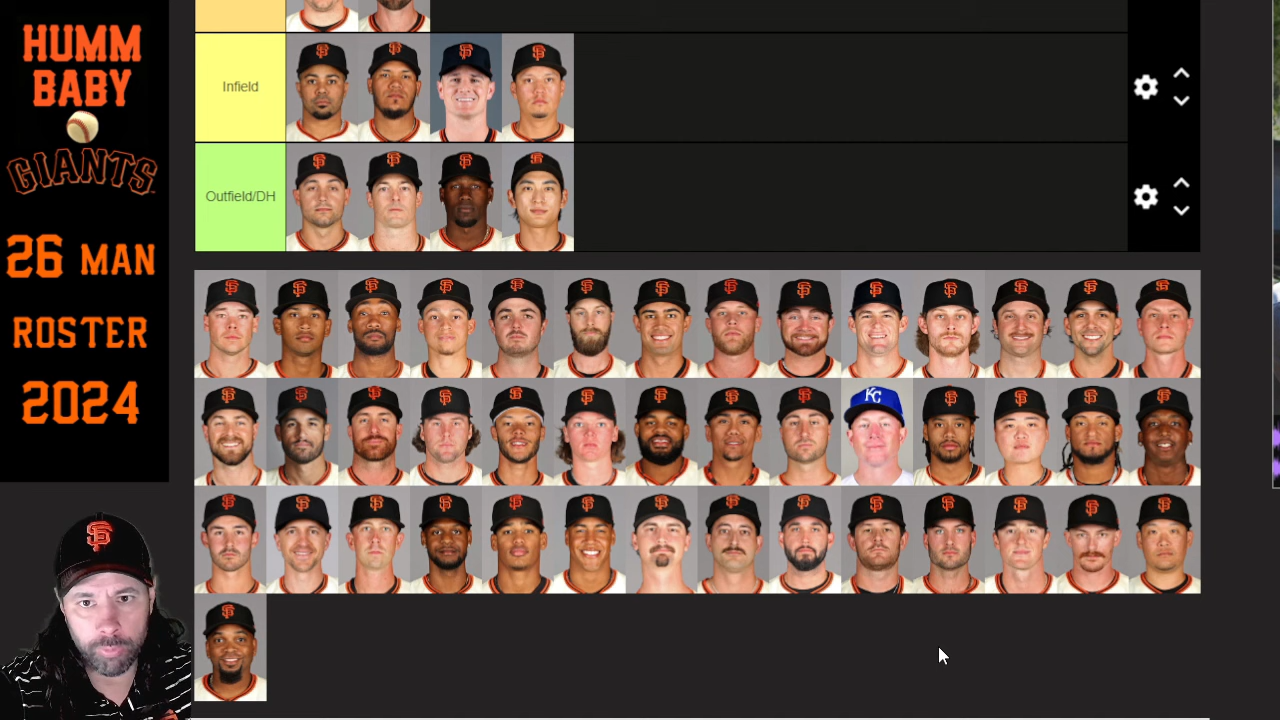 HUMM
BABY
GIANTS
26 MAN
ROSTER
2024
Infield
Outfield/DH
KC